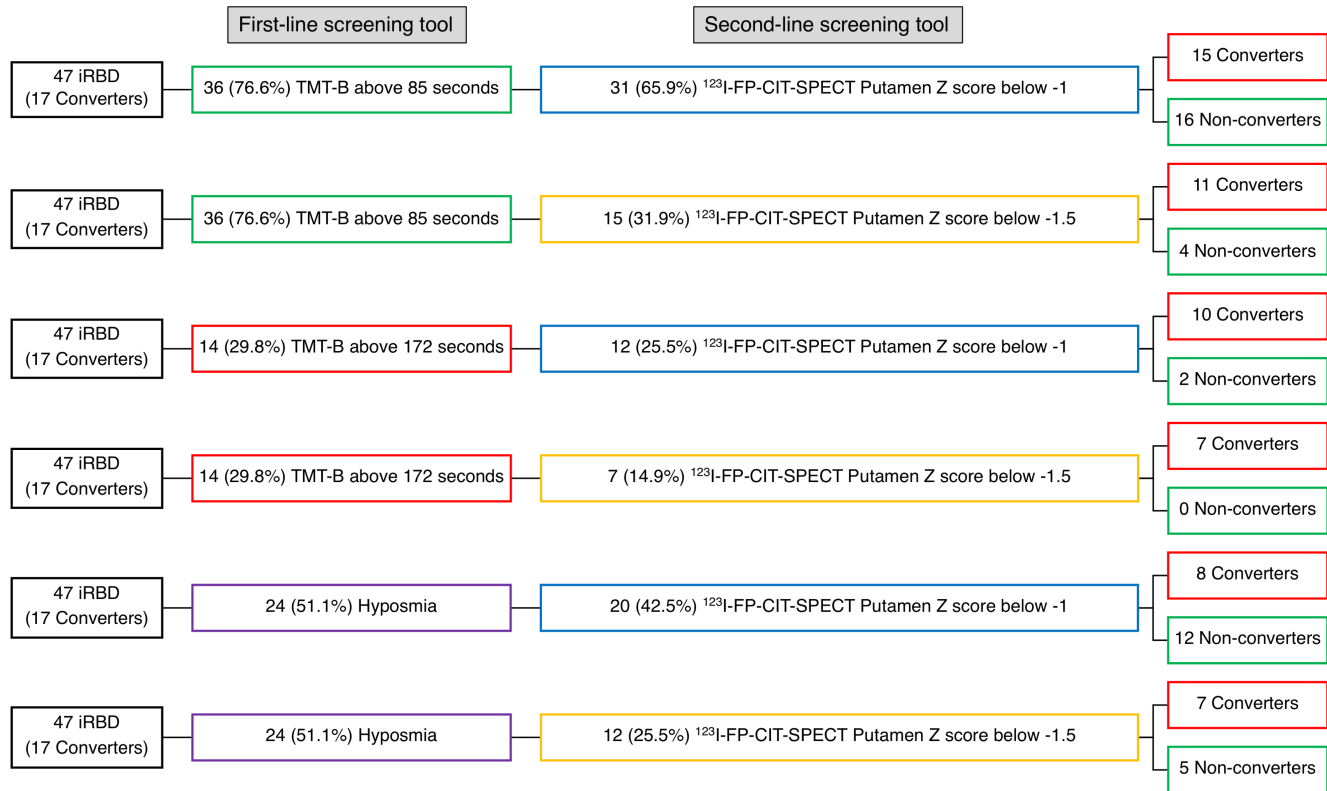 First-line screening tool
Second-line screening tool
47 iRBD
(17 Converters)
36 (76.6%) TMT-B above 85 seconds
31 (65.9%) ¹²³I-FP-CIT-SPECT Putamen Z score below -1
15 Converters
16 Non-converters
47 iRBD
(17 Converters)
36 (76.6%) TMT-B above 85 seconds
15 (31.9%) ¹²³I-FP-CIT-SPECT Putamen Z score below -1.5
11 Converters
4 Non-converters
47 iRBD
(17 Converters)
14 (29.8%) TMT-B above 172 seconds
12 (25.5%) ¹²³I-FP-CIT-SPECT Putamen Z score below -1
10 Converters
2 Non-converters
47 iRBD
(17 Converters)
14 (29.8%) TMT-B above 172 seconds
7 (14.9%) ¹²³I-FP-CIT-SPECT Putamen Z score below -1.5
7 Converters
0 Non-converters
47 iRBD
(17 Converters)
24 (51.1%) Hyposmia
20 (42.5%) ¹²³I-FP-CIT-SPECT Putamen Z score below -1
8 Converters
12 Non-converters
47 iRBD
(17 Converters)
24 (51.1%) Hyposmia
12 (25.5%) ¹²³I-FP-CIT-SPECT Putamen Z score below -1.5
7 Converters
5 Non-converters